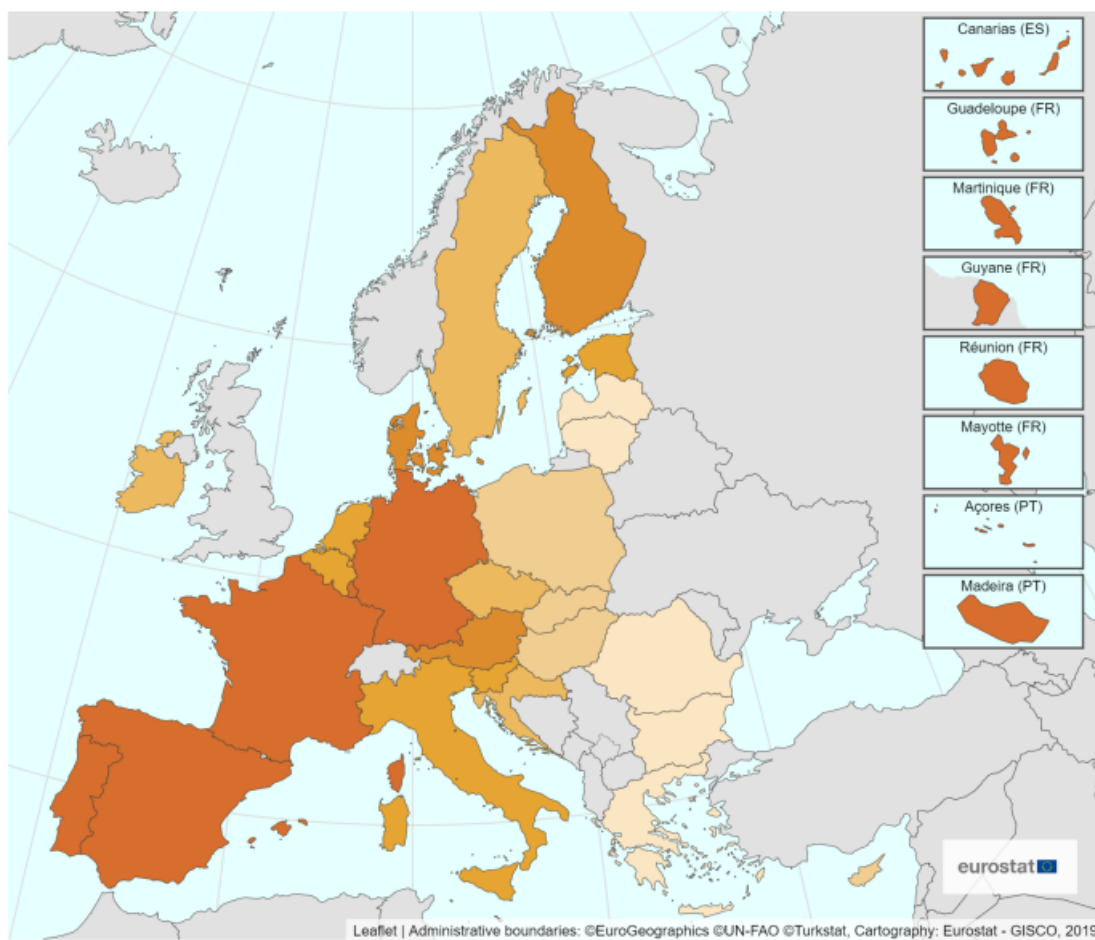 Canarias (ES)
Guadeloupe (FR)
Martinique (FR)
Guyane (FR)
Réunion (FR)
Mayotte (FR)
Açores (PT)
Madeira (PT)
eurostat
Leaflet | Administrative boundaries: ©EuroGeographics ©UN-FAO ©Turkstat, Cartography: Eurostat - GISCO, 2019